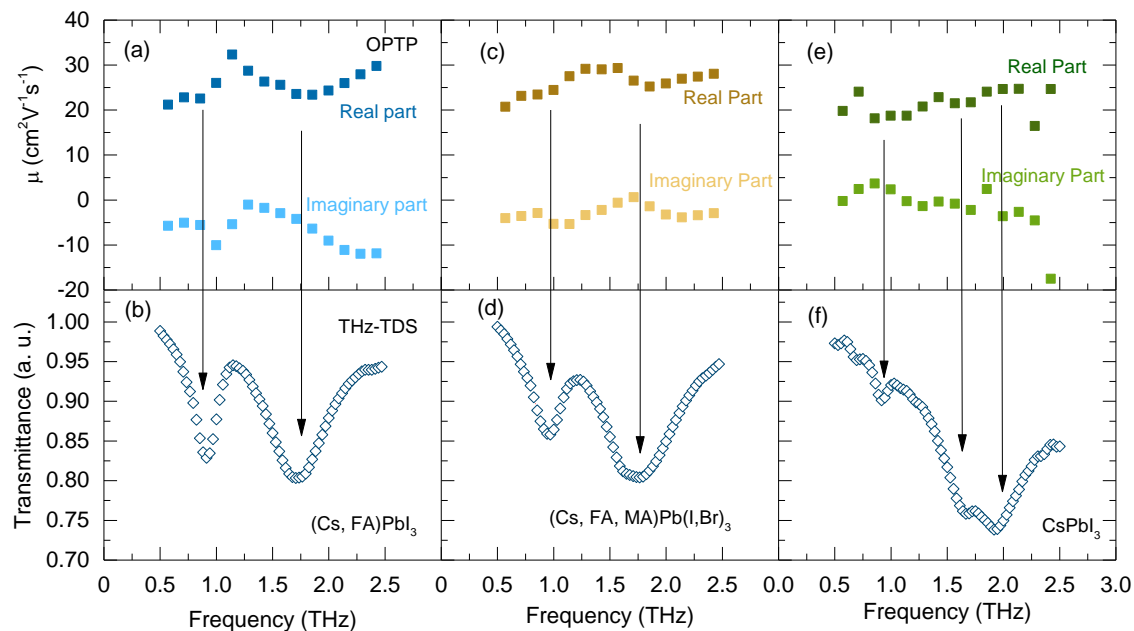 40
30
20
10
0
-10
-20
μ (cm²V⁻¹s⁻¹)
(a)
OPTP
Real part
Imaginary part
(c)
Real Part
Imaginary Part
(e)
Real Part
Imaginary Part
1.00
0.95
0.90
0.85
0.80
0.75
0.70
Transmittance (a. u.)
(b)
THz-TDS
(Cs, FA)PbI₃
(d)
(Cs, FA, MA)Pb(I,Br)₃
(f)
CsPbI₃
0 0.5 1.0 1.5 2.0 2.5
0 0.5 1.0 1.5 2.0 2.5
0.0 0.5 1.0 1.5 2.0 2.5 3.0
Frequency (THz)
Frequency (THz)
Frequency (THz)